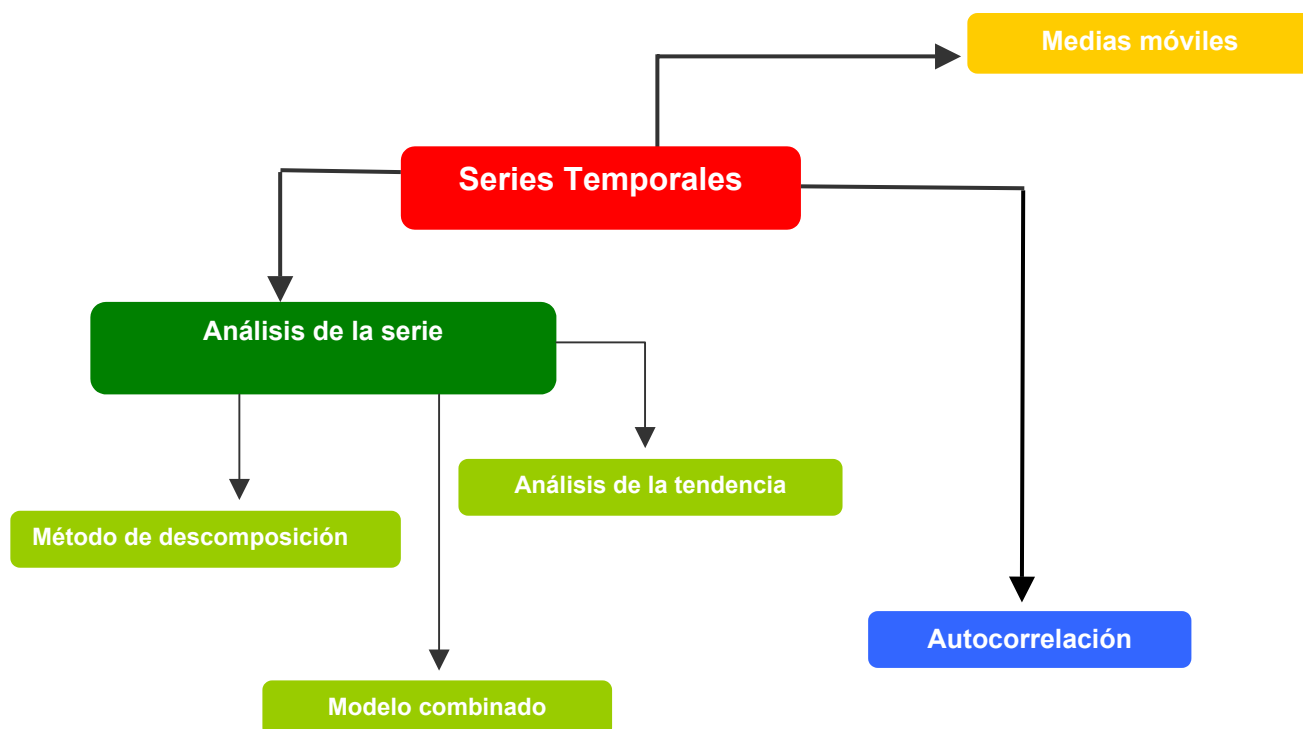 Medias móviles
Series Temporales
Análisis de la serie
Análisis de la tendencia
Método de descomposición
Autocorrelación
Modelo combinado